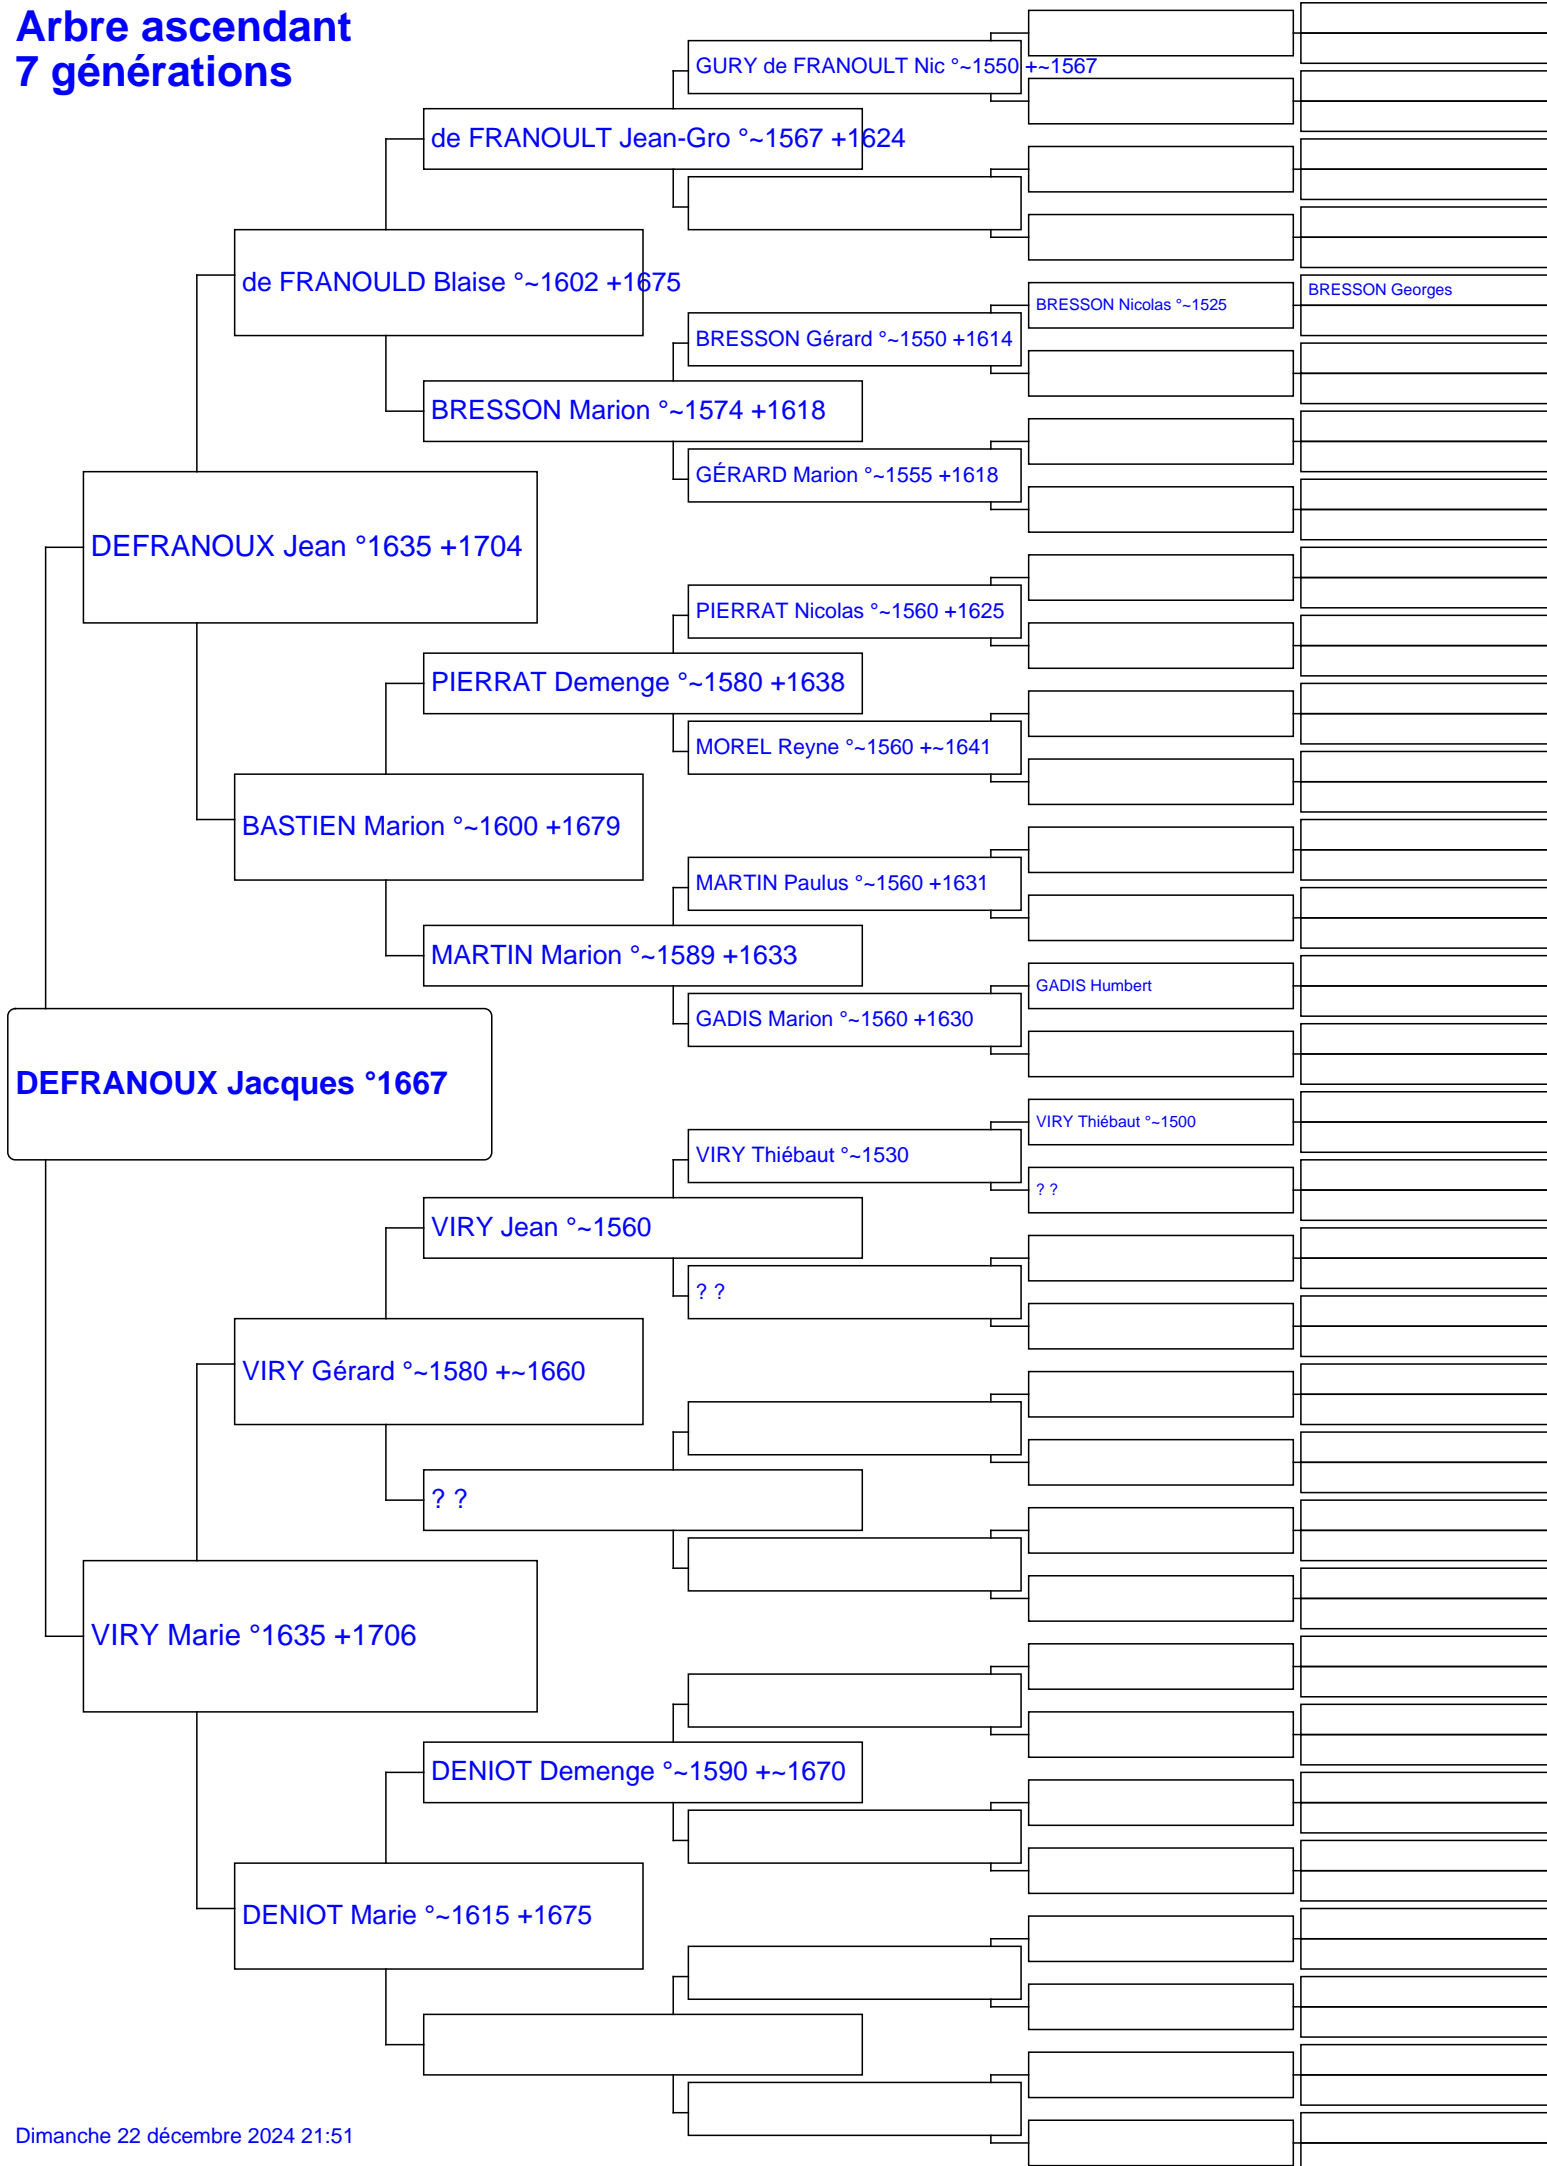 Arbre ascendant
7 générations
GURY de FRANOULT Nic °~1550 +~1567
de FRANOULT Jean-Gro °~1567 +1624
de FRANOULD Blaise °~1602 +1675
BRESSON Georges
BRESSON Nicolas °~1525
BRESSON Gérard °~1550 +1614
BRESSON Marion °~1574 +1618
GÉRARD Marion °~1555 +1618
DEFRANOUX Jean °1635 +1704
PIERRAT Nicolas °~1560 +1625
PIERRAT Demenge °~1580 +1638
MOREL Reyne °~1560 +~1641
BASTIEN Marion °~1600 +1679
MARTIN Paulus °~1560 +1631
MARTIN Marion °~1589 +1633
GADIS Humbert
GADIS Marion °~1560 +1630
DEFRANOUX Jacques °1667
VIRY Thiébaut °~1500
VIRY Thiébaut °~1530
? ?
VIRY Jean °~1560
? ?
VIRY Gérard °~1580 +~1660
? ?
VIRY Marie °1635 +1706
DENIOT Demenge °~1590 +~1670
DENIOT Marie °~1615 +1675
Dimanche 22 décembre 2024 21:51